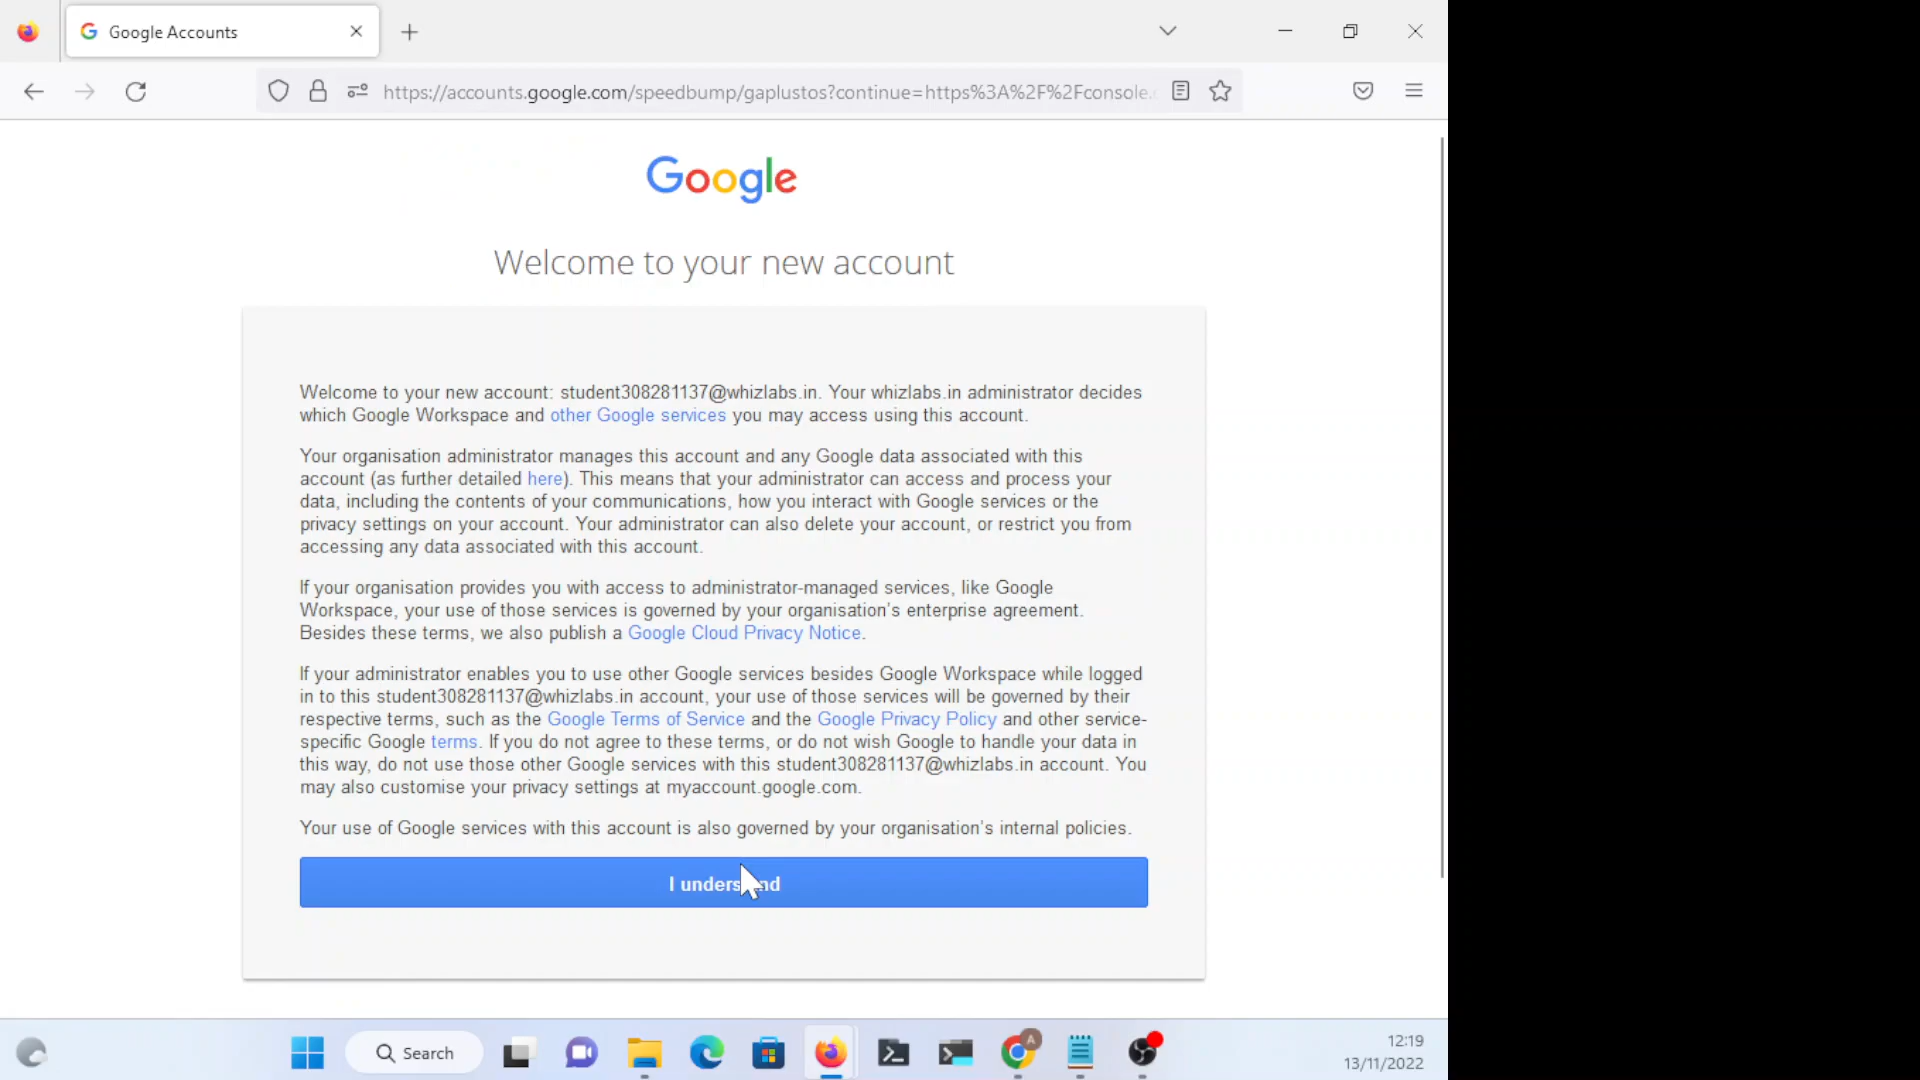 Google Accounts
https://accounts.google.com/speedbump/gaplustos?continue=https%3A%2F%2Fconsole.
Google
Welcome to your new account
Welcome to your new account: student308281137@whizlabs.in. Your whizlabs.in administrator decides
which Google Workspace and other Google services you may access using this account.
Your organisation administrator manages this account and any Google data associated with this
account (as further detailed here). This means that your administrator can access and process your
data, including the contents of your communications, how you interact with Google services or the
privacy settings on your account. Your administrator can also delete your account, or restrict you from
accessing any data associated with this account.
If your organisation provides you with access to administrator-managed services, like Google
Workspace, your use of those services is governed by your organisation's enterprise agreement.
Besides these terms, we also publish a Google Cloud Privacy Notice.
If your administrator enables you to use other Google services besides Google Workspace while logged
in to this student308281137@whizlabs.in account, your use of those services will be governed by their
respective terms, such as the Google Terms of Service and the Google Privacy Policy and other service-
specific Google terms. If you do not agree to these terms, or do not wish Google to handle your data in
this way, do not use those other Google services with this student308281137@whizlabs.in account. You
may also customise your privacy settings at myaccount.google.com.
Your use of Google services with this account is also governed by your organisation's internal policies.
I understand
Search
A
12:19
13/11/2022